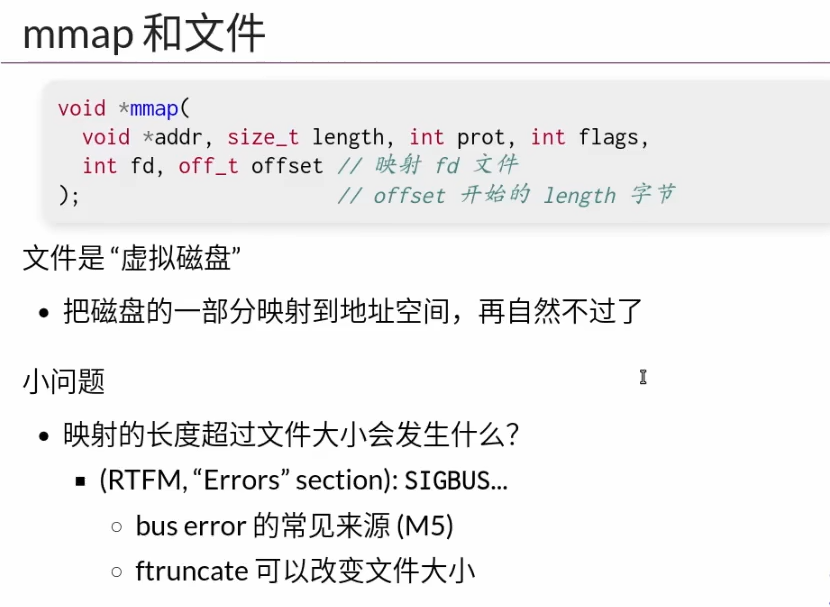 mmap 和文件
void *mmap(
void *addr, size_t length, int prot, int flags,
int fd, off_t offset // 映射 fd 文件
); // offset 开始的 length 字节
文件是“虚拟磁盘”
• 把磁盘的一部分映射到地址空间，再自然不过了
小问题
• 映射的长度超过文件大小会发生什么？
▪ (RTFM, “Errors” section): SIGBUS...
○ bus error 的常见来源 (M5)
○ ftruncate 可以改变文件大小